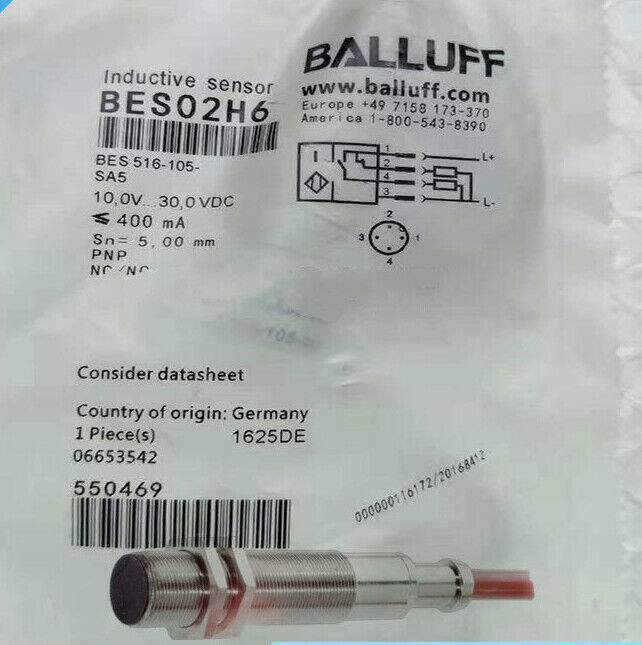 BALLUFF
Inductive sensor
www.balluff.com
BES02H6
Europe +49 7158 173-370
America 1-800-543-8390
BES 516-105-
SA5
10,0V...30,0VDC
≤ 400 mA
Sn= 5,00 mm
PNP
1
2
4
3
L+
L-
2
3
1
4
Consider datasheet
Country of origin: Germany
1 Piece(s)
1625DE
06653542
550469
000000116172/20168412